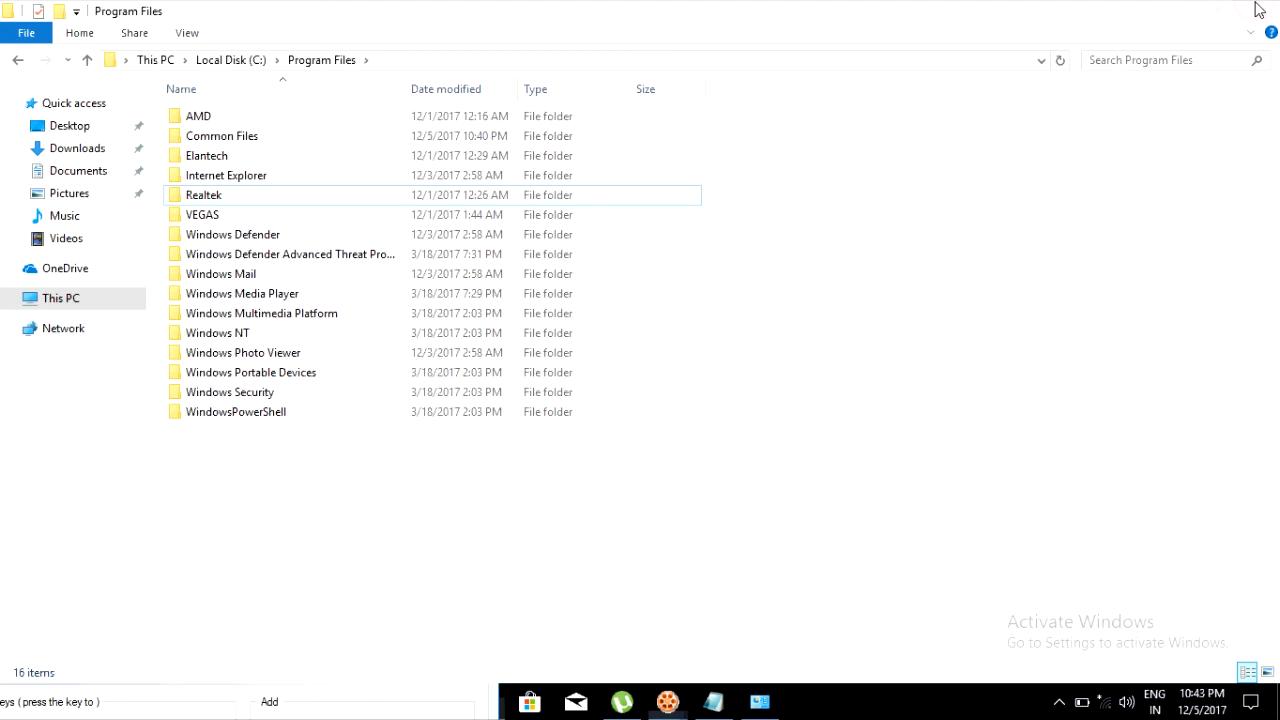 Program Files
File Home Share View
This PC Local Disk (C:) Program Files Search Program Files
Name Date modified Type Size
Quick access
Desktop
Downloads
Documents
Pictures
Music
Videos
OneDrive
This PC
Network
AMD 12/1/2017 12:16 AM File folder
Common Files 12/5/2017 10:40 PM File folder
Elantech 12/1/2017 12:29 AM File folder
Internet Explorer 12/3/2017 2:58 AM File folder
Realtek 12/1/2017 12:26 AM File folder
VEGAS 12/1/2017 1:44 AM File folder
Windows Defender 12/3/2017 2:58 AM File folder
Windows Defender Advanced Threat Pro... 3/18/2017 7:31 PM File folder
Windows Mail 12/3/2017 2:58 AM File folder
Windows Media Player 3/18/2017 7:29 PM File folder
Windows Multimedia Platform 3/18/2017 2:03 PM File folder
Windows NT 3/18/2017 2:03 PM File folder
Windows Photo Viewer 12/3/2017 2:58 AM File folder
Windows Portable Devices 3/18/2017 2:03 PM File folder
Windows Security 3/18/2017 2:03 PM File folder
WindowsPowerShell 3/18/2017 2:03 PM File folder
Activate Windows
Go to Settings to activate Windows.
16 items
eys ( press the key to ) Add
ENG 10:43 PM
IN 12/5/2017